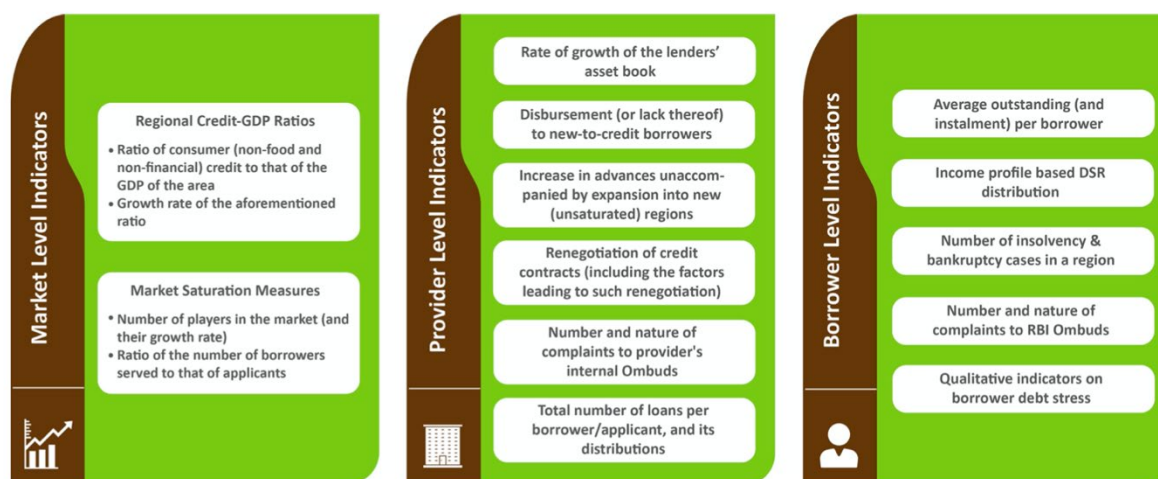 Market Level Indicators
Regional Credit-GDP Ratios
• Ratio of consumer (non-food and
non-financial) credit to that of the
GDP of the area
• Growth rate of the aforementioned
ratio
Market Saturation Measures
• Number of players in the market (and
their growth rate)
• Ratio of the number of borrowers
served to that of applicants
Provider Level Indicators
Rate of growth of the lenders'
asset book
Disbursement (or lack thereof)
to new-to-credit borrowers
Increase in advances unaccom-
panied by expansion into new
(unsaturated) regions
Renegotiation of credit
contracts (including the factors
leading to such renegotiation)
Number and nature of
complaints to provider's
internal Ombuds
Total number of loans per
borrower/applicant, and its
distributions
Borrower Level Indicators
Average outstanding (and
instalment) per borrower
Income profile based DSR
distribution
Number of insolvency &
bankruptcy cases in a region
Number and nature of
complaints to RBI Ombuds
Qualitative indicators on
borrower debt stress